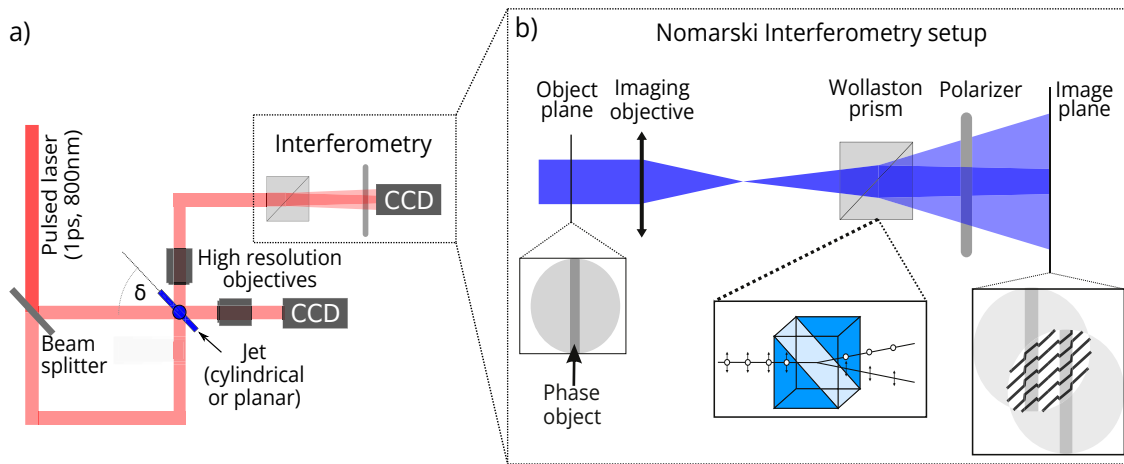 a)
Pulsed laser
(1ps, 800nm)
Interferometry
CCD
High resolution
objectives
δ
CCD
Beam
splitter
Jet
(cylindrical
or planar)
b)
Nomarski Interferometry setup
Object
plane
Imaging
objective
Wollaston
prism
Polarizer
Image
plane
Phase
object